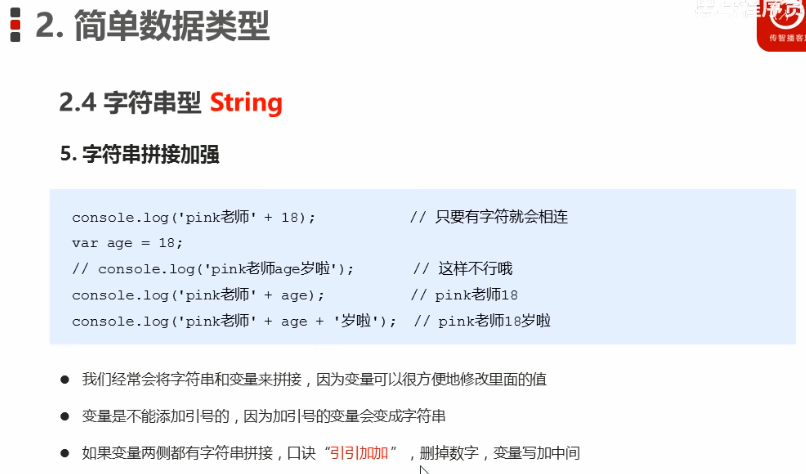 2. 简单数据类型
传智播客
2.4 字符串型 String
5. 字符串拼接加强
console.log('pink老师' + 18); // 只要有字符就会相连
var age = 18;
// console.log('pink老师age岁啦'); // 这样不行哦
console.log('pink老师' + age); // pink老师18
console.log('pink老师' + age + '岁啦'); // pink老师18岁啦
● 我们经常会将字符串和变量来拼接，因为变量可以很方便地修改里面的值
● 变量是不能添加引号的，因为加引号的变量会变成字符串
● 如果变量两侧都有字符串拼接，口诀“引引加加”，删掉数字，变量写加中间